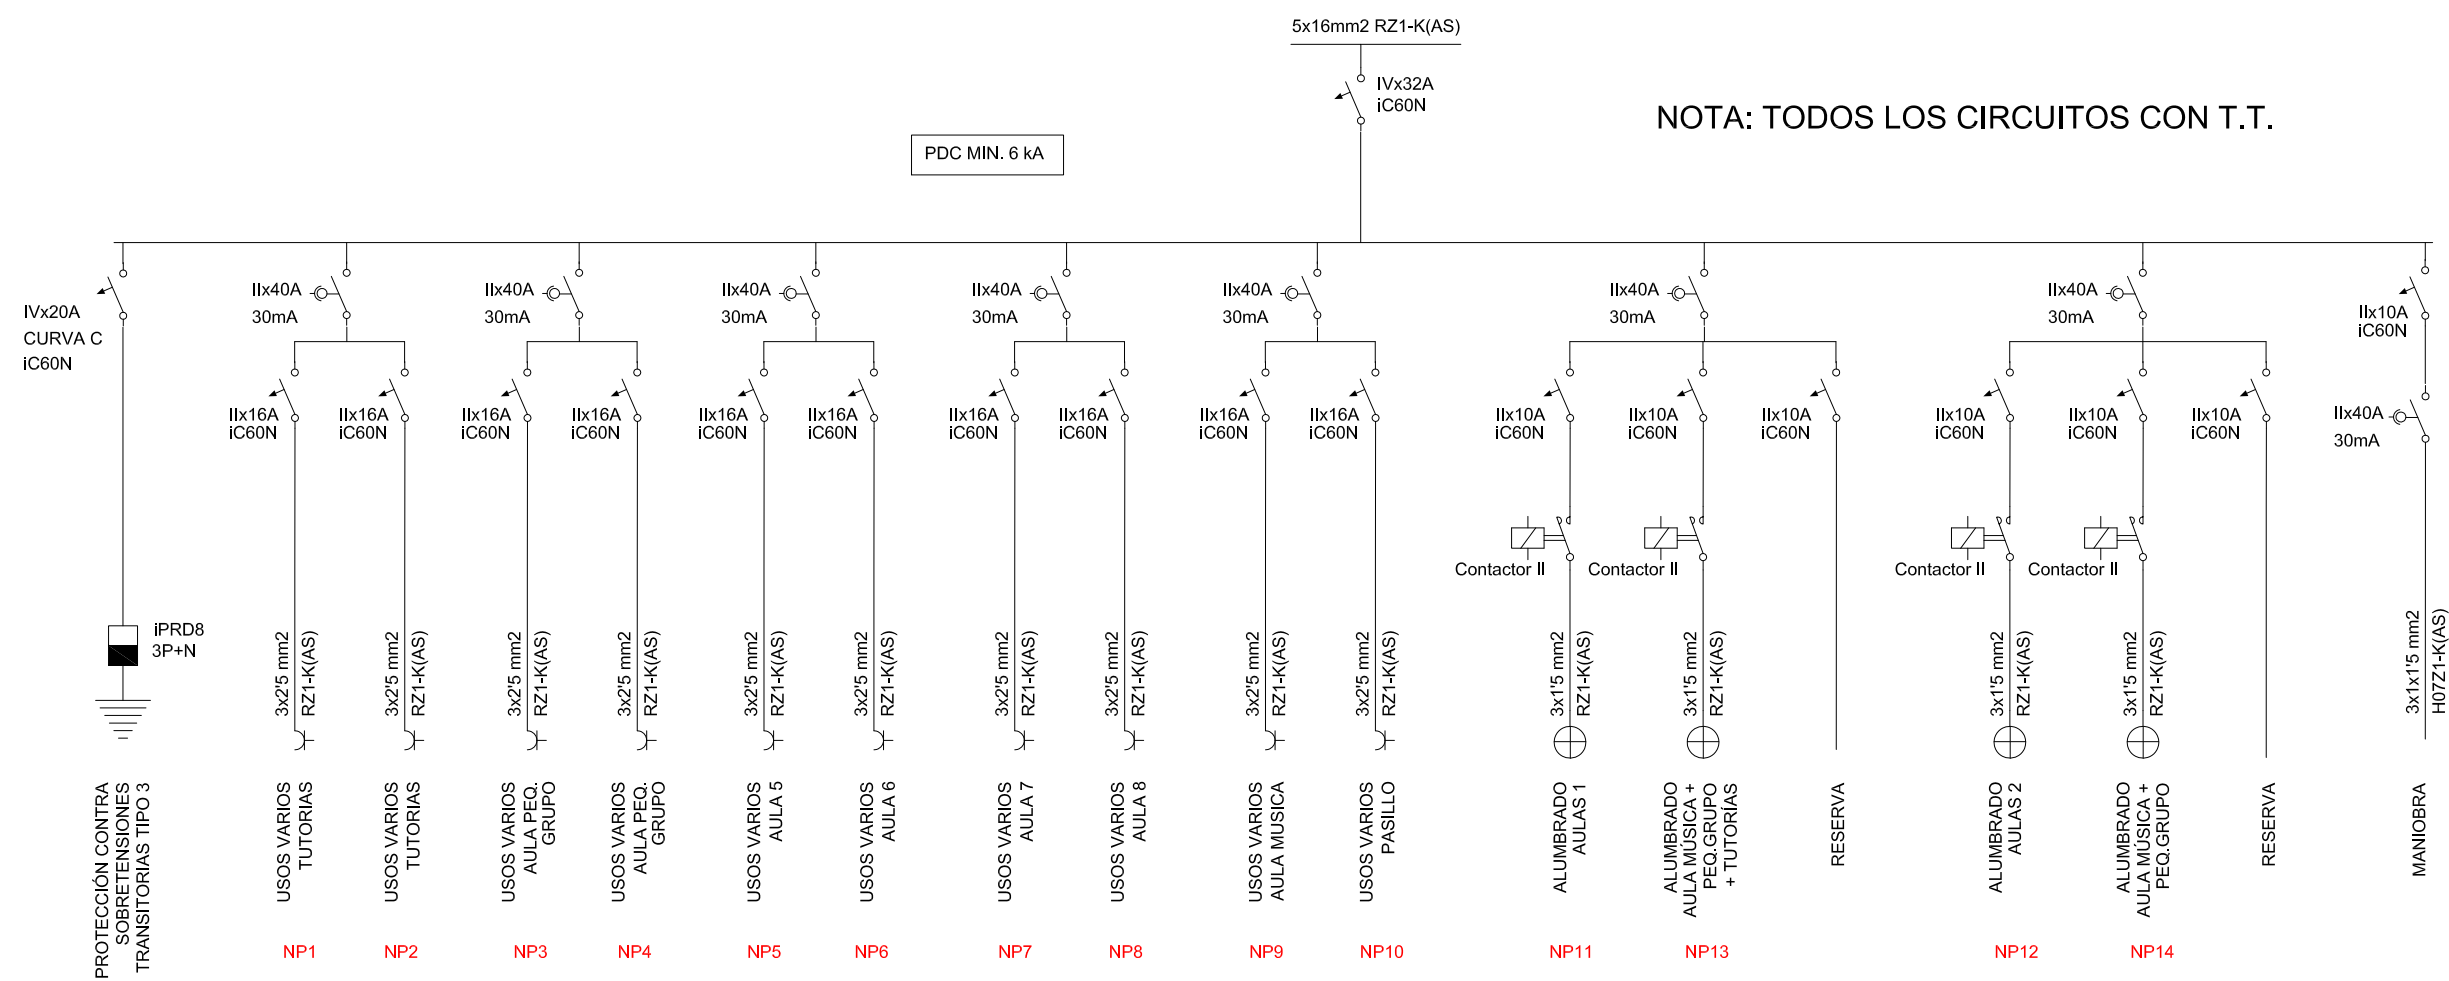 5x16mm2 RZ1-K(AS)
IVx32A
iC60N
NOTA: TODOS LOS CIRCUITOS CON T.T.
PDC MIN. 6 kA
IVx20A
CURVA C
iC60N
IIx40A
30mA
IIx40A
30mA
IIx40A
30mA
IIx40A
30mA
IIx40A
30mA
IIx40A
30mA
IIx40A
30mA
IIx10A
iC60N
IIx16A
iC60N
IIx16A
iC60N
IIx16A
iC60N
IIx16A
iC60N
IIx16A
iC60N
IIx16A
iC60N
IIx16A
iC60N
IIx16A
iC60N
IIx16A
iC60N
IIx16A
iC60N
IIx10A
iC60N
IIx10A
iC60N
IIx10A
iC60N
IIx10A
iC60N
IIx10A
iC60N
IIx10A
iC60N
IIx40A
30mA
Contactor II
Contactor II
Contactor II
Contactor II
iPRD8
3P+N
3x2'5 mm2
RZ1-K(AS)
3x2'5 mm2
RZ1-K(AS)
3x2'5 mm2
RZ1-K(AS)
3x2'5 mm2
RZ1-K(AS)
3x2'5 mm2
RZ1-K(AS)
3x2'5 mm2
RZ1-K(AS)
3x2'5 mm2
RZ1-K(AS)
3x2'5 mm2
RZ1-K(AS)
3x2'5 mm2
RZ1-K(AS)
3x2'5 mm2
RZ1-K(AS)
3x1'5 mm2
RZ1-K(AS)
3x1'5 mm2
RZ1-K(AS)
3x1'5 mm2
RZ1-K(AS)
3x1'5 mm2
RZ1-K(AS)
3x1x1'5 mm2
H07Z1-K(AS)
PROTECCIÓN CONTRA
SOBRETENSIONES
TRANSITORIAS TIPO 3
USOS VARIOS
TUTORIAS
USOS VARIOS
TUTORIAS
USOS VARIOS
AULA PEQ.
GRUPO
USOS VARIOS
AULA PEQ.
GRUPO
USOS VARIOS
AULA 5
USOS VARIOS
AULA 6
USOS VARIOS
AULA 7
USOS VARIOS
AULA 8
USOS VARIOS
AULA MUSICA
USOS VARIOS
PASILLO
ALUMBRADO
AULAS 1
ALUMBRADO
AULA MÚSICA +
PEQ.GRUPO
+ TUTORÍAS
RESERVA
ALUMBRADO
AULAS 2
ALUMBRADO
AULA MÚSICA +
PEQ.GRUPO
RESERVA
MANIOBRA
NP1
NP2
NP3
NP4
NP5
NP6
NP7
NP8
NP9
NP10
NP11
NP13
NP12
NP14